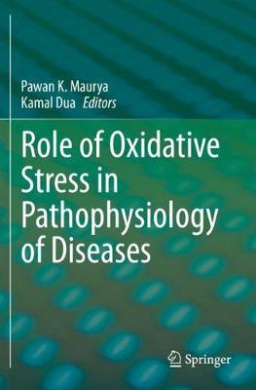 Pawan K. Maurya
Kamal Dua Editors
Role of Oxidative
Stress in
Pathophysiology
of Diseases
Springer